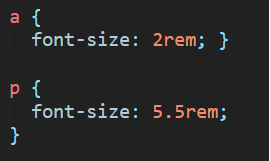 a {
  font-size: 2rem; }

p {
  font-size: 5.5rem;
}